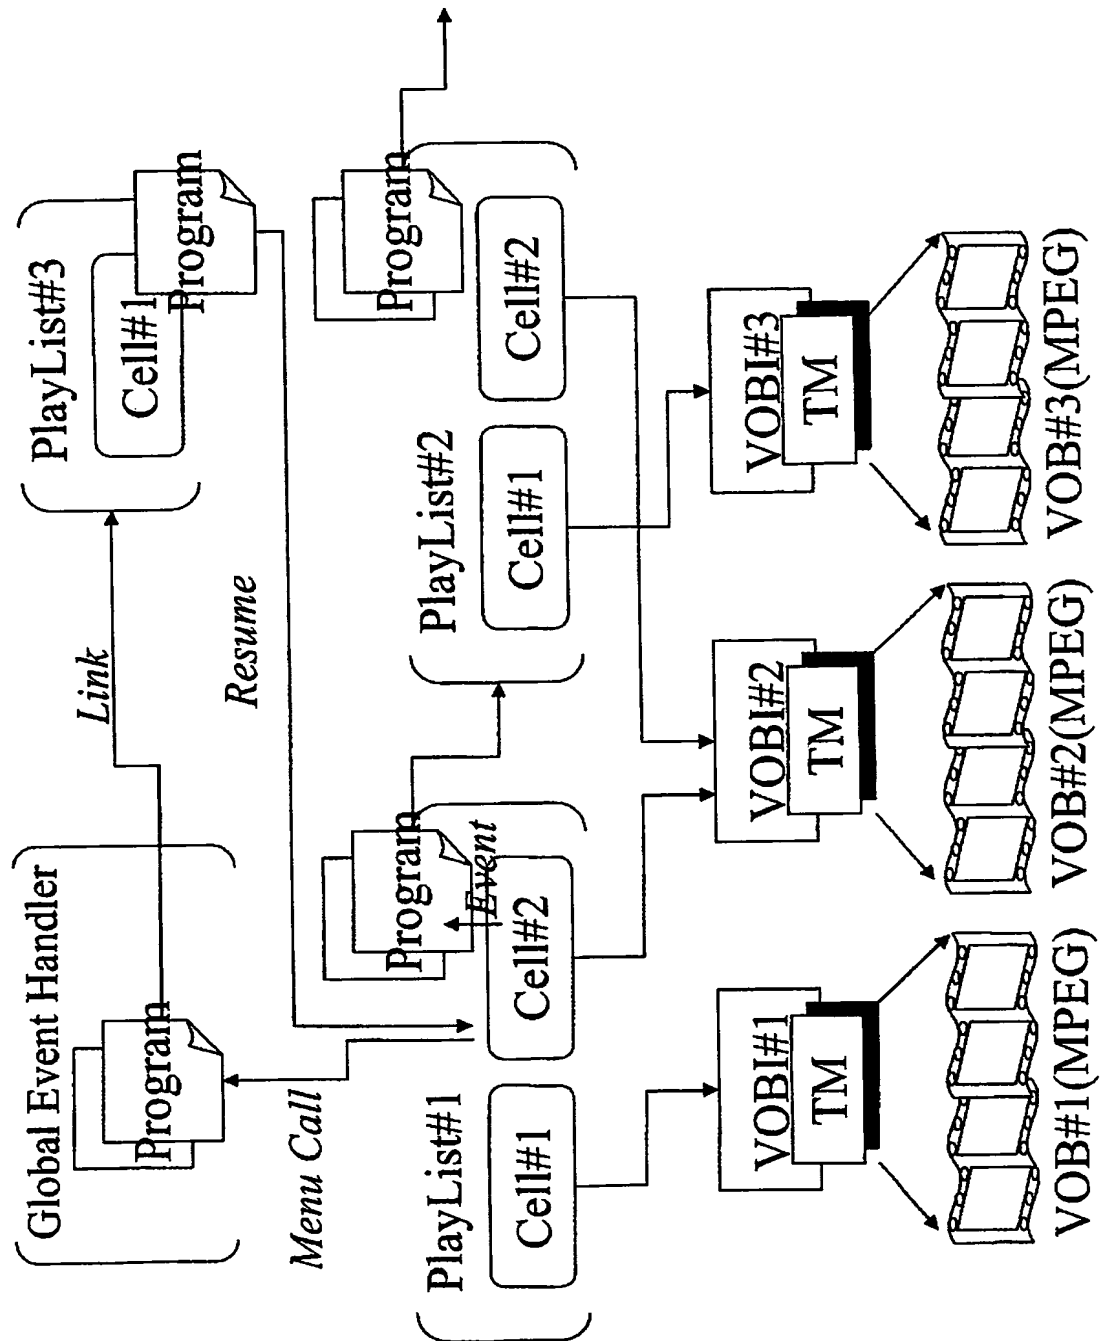 Global Event Handler
Program
Link
PlayList#3
Cell#1
Program
Menu Call
Resume
PlayList#1
Cell#1
Cell#2
Event
Program
PlayList#2
Cell#1
Cell#2
Program
VOBI#1
TM
VOBI#2
TM
VOBI#3
TM
VOB#1(MPEG)
VOB#2(MPEG)
VOB#3(MPEG)